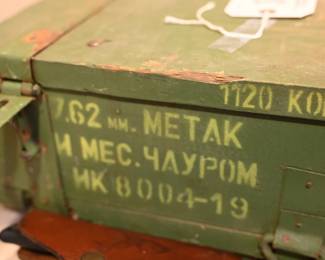 1120 КО
7.62 мм. МЕТАК
И МЕС. ЧАУРОМ
ИК 8004-19